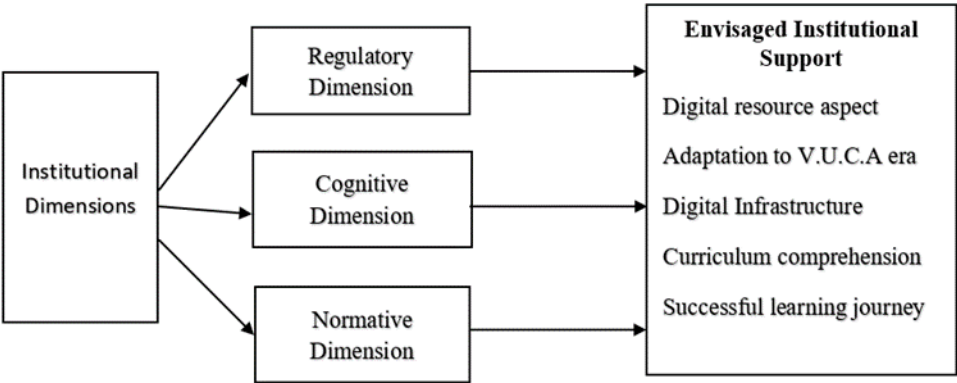 Institutional
Dimensions
Regulatory
Dimension
Cognitive
Dimension
Normative
Dimension
Envisaged Institutional
Support
Digital resource aspect
Adaptation to V.U.C.A era
Digital Infrastructure
Curriculum comprehension
Successful learning journey